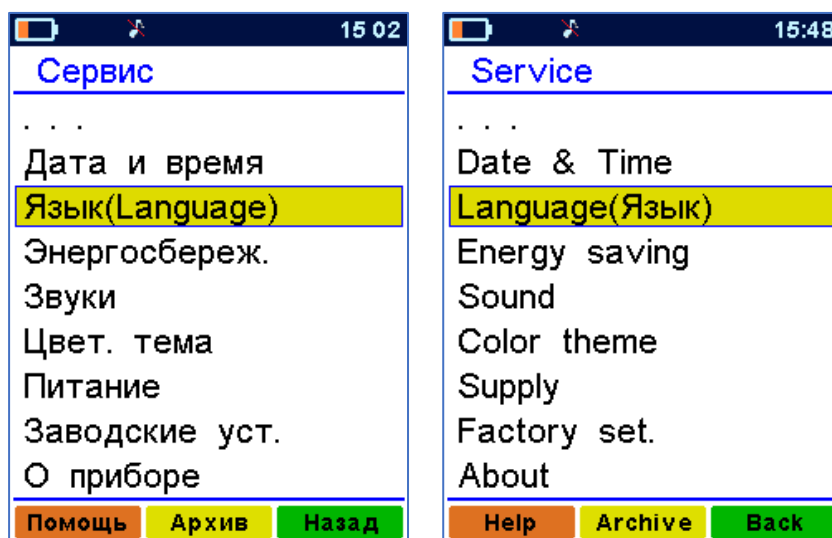 15 02
Сервис
. . .
Дата и время
Язык(Language)
Энергосбереж.
Звуки
Цвет. тема
Питание
Заводские уст.
О приборе
Помощь Архив Назад
15:48
Service
. . .
Date & Time
Language(Язык)
Energy saving
Sound
Color theme
Supply
Factory set.
About
Help Archive Back